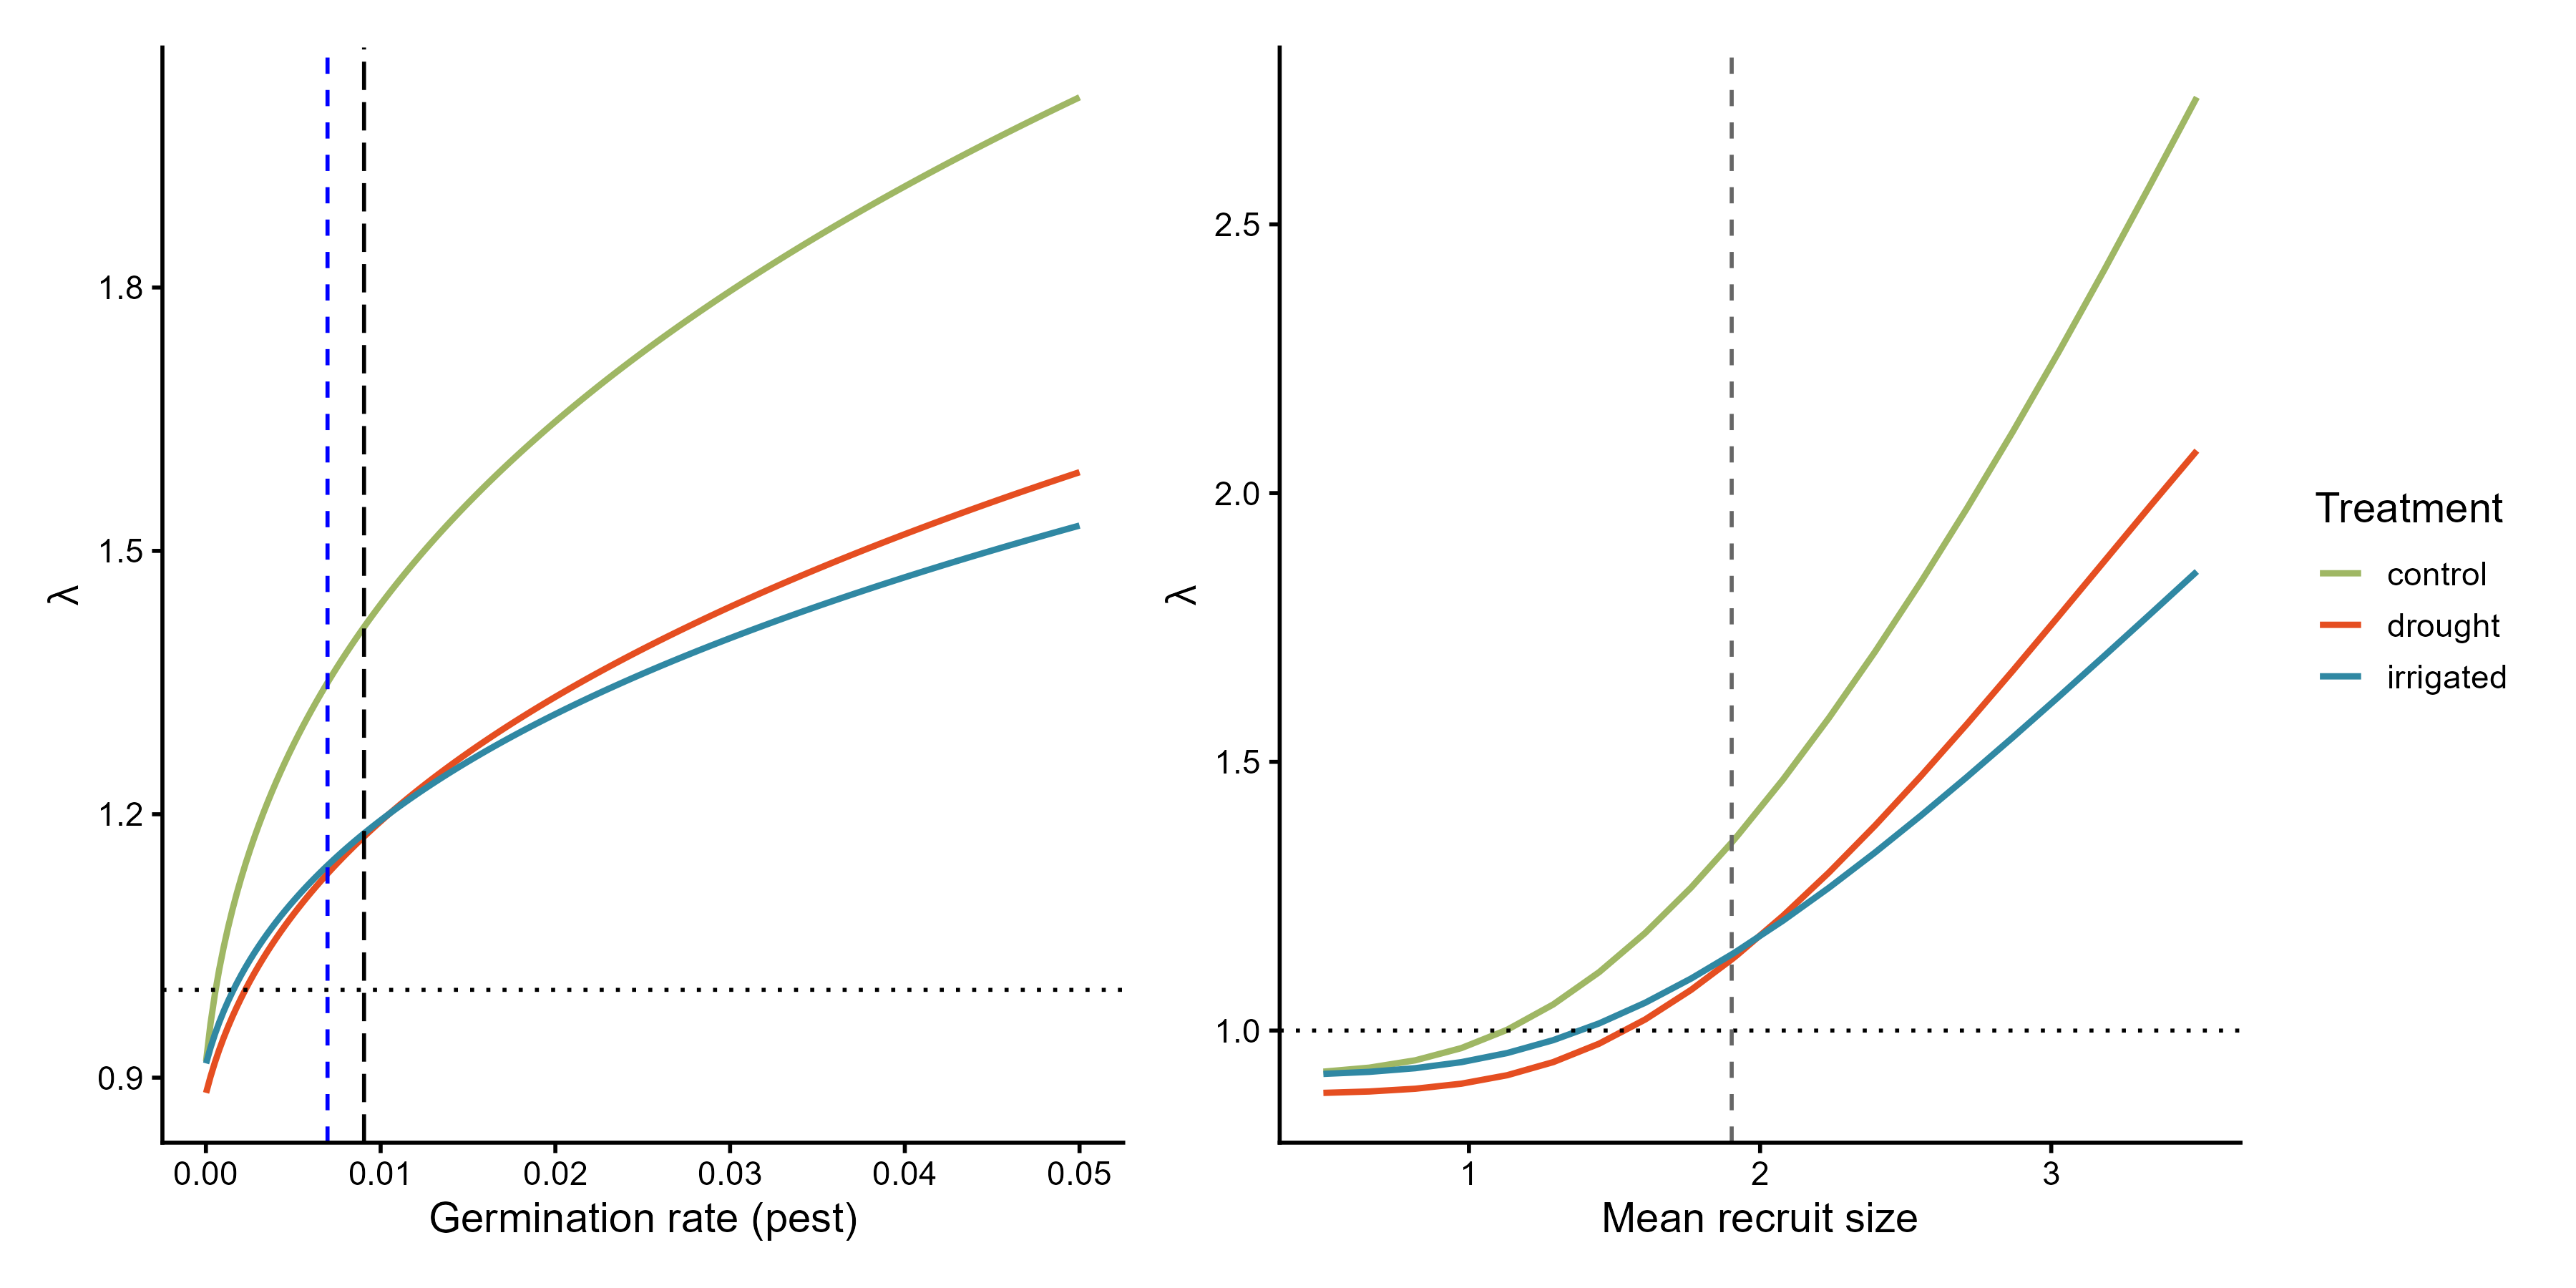 λ
1.8
1.5
1.2
0.9
0.00 0.01 0.02 0.03 0.04 0.05
Germination rate (pest)
λ
2.5
2.0
1.5
1.0
1 2 3
Mean recruit size
Treatment
control
drought
irrigated